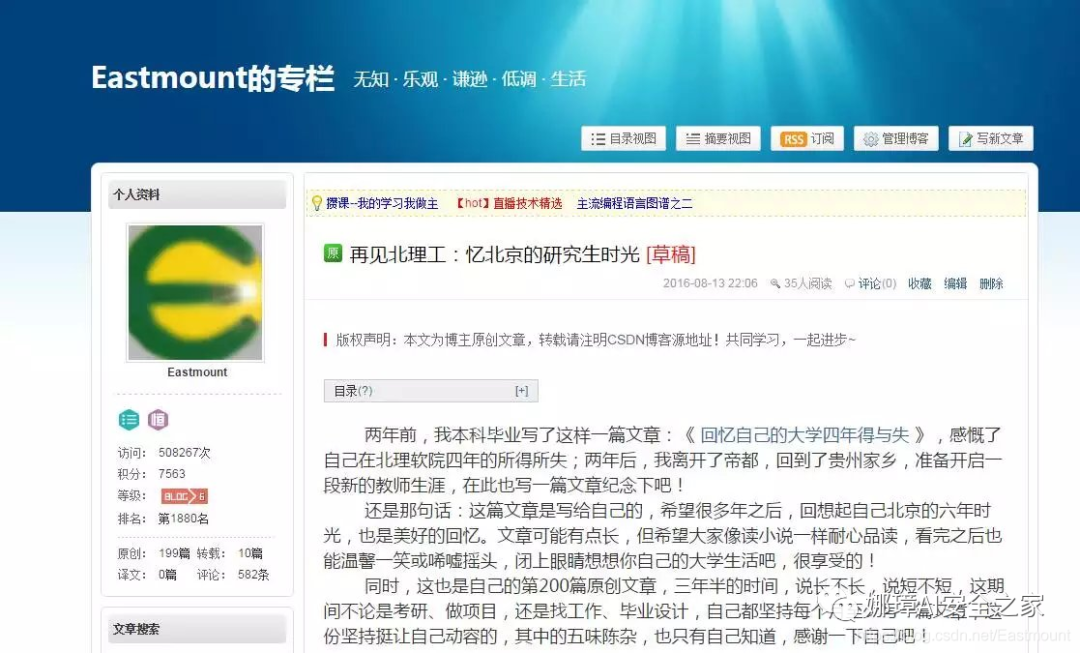 Eastmount的专栏 无知 · 乐观 · 谦逊 · 低调 · 生活
目录视图 摘要视图 RSS 订阅 管理博客 写新文章
个人资料
Eastmount
访问： 508267次
积分： 7563
等级： BLOG 6
排名： 第1880名
原创： 199篇 转载： 10篇
译文： 0篇 评论： 582条
文章搜索
攒课--我的学习我做主 【hot】直播技术精选 主流编程语言图谱之二
原 再见北理工：忆北京的研究生时光 [草稿]
2016-08-13 22:06 35人阅读 评论(0) 收藏 编辑 删除
版权声明：本文为博主原创文章，转载请注明CSDN博客源地址！共同学习，一起进步~
目录(?) [+]
两年前，我本科毕业写了这样一篇文章：《 回忆自己的大学四年得与失 》，感慨了
自己在北理软院四年的所得所失；两年后，我离开了帝都，回到了贵州家乡，准备开启一
段新的教师生涯，在此也写一篇文章纪念下吧！
还是那句话：这篇文章是写给自己的，希望很多年之后，回想起自己北京的六年时
光，也是美好的回忆。文章可能有点长，但希望大家像读小说一样耐心品读，看完之后也
能温馨一笑或唏嘘摇头，闭上眼睛想想你自己的大学生活吧，很享受的！
同时，这也是自己的第200篇原创文章，三年半的时间，说长不长，说短不短，这期
间不论是考研、做项目，还是找工作、毕业设计，自己都坚持每个
份坚持挺让自己动容的，其中的五味陈杂，也只有自己知道，感谢一下自己吧！
娜璋AI安全之家
blog.csdn.net/Eastmount